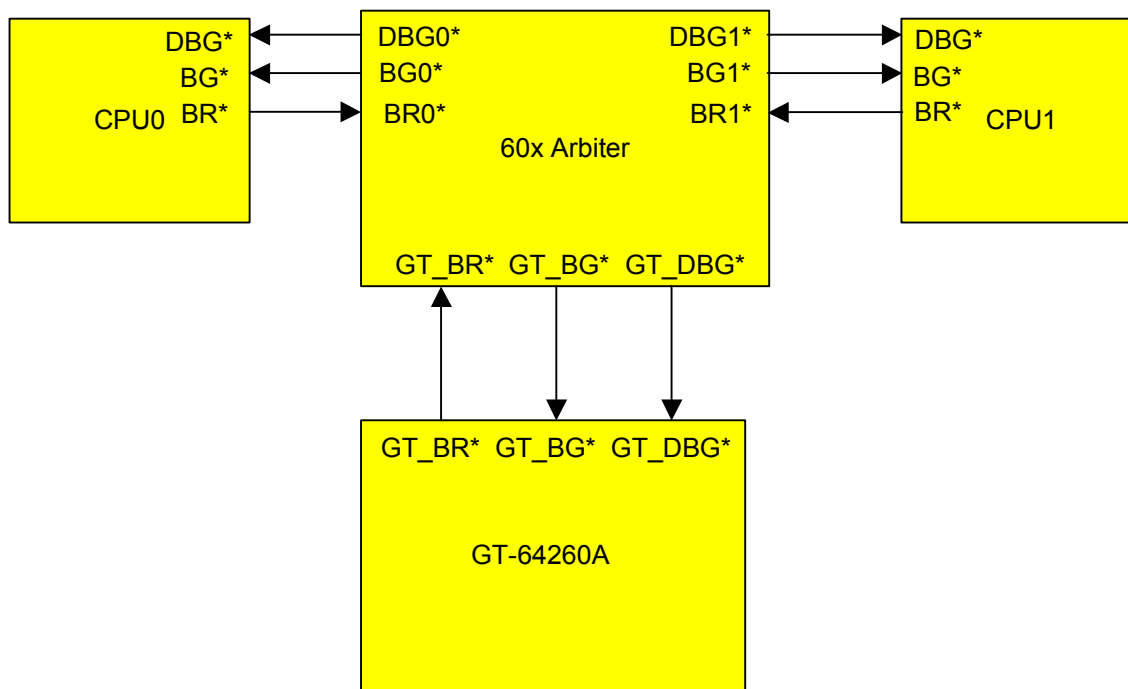 DBG*
BG*
BR*
CPU0
DBG0*
BG0*
BR0*
DBG1*
BG1*
BR1*
60x Arbiter
GT_BR* GT_BG* GT_DBG*
DBG*
BG*
BR*
CPU1
GT_BR* GT_BG* GT_DBG*
GT-64260A